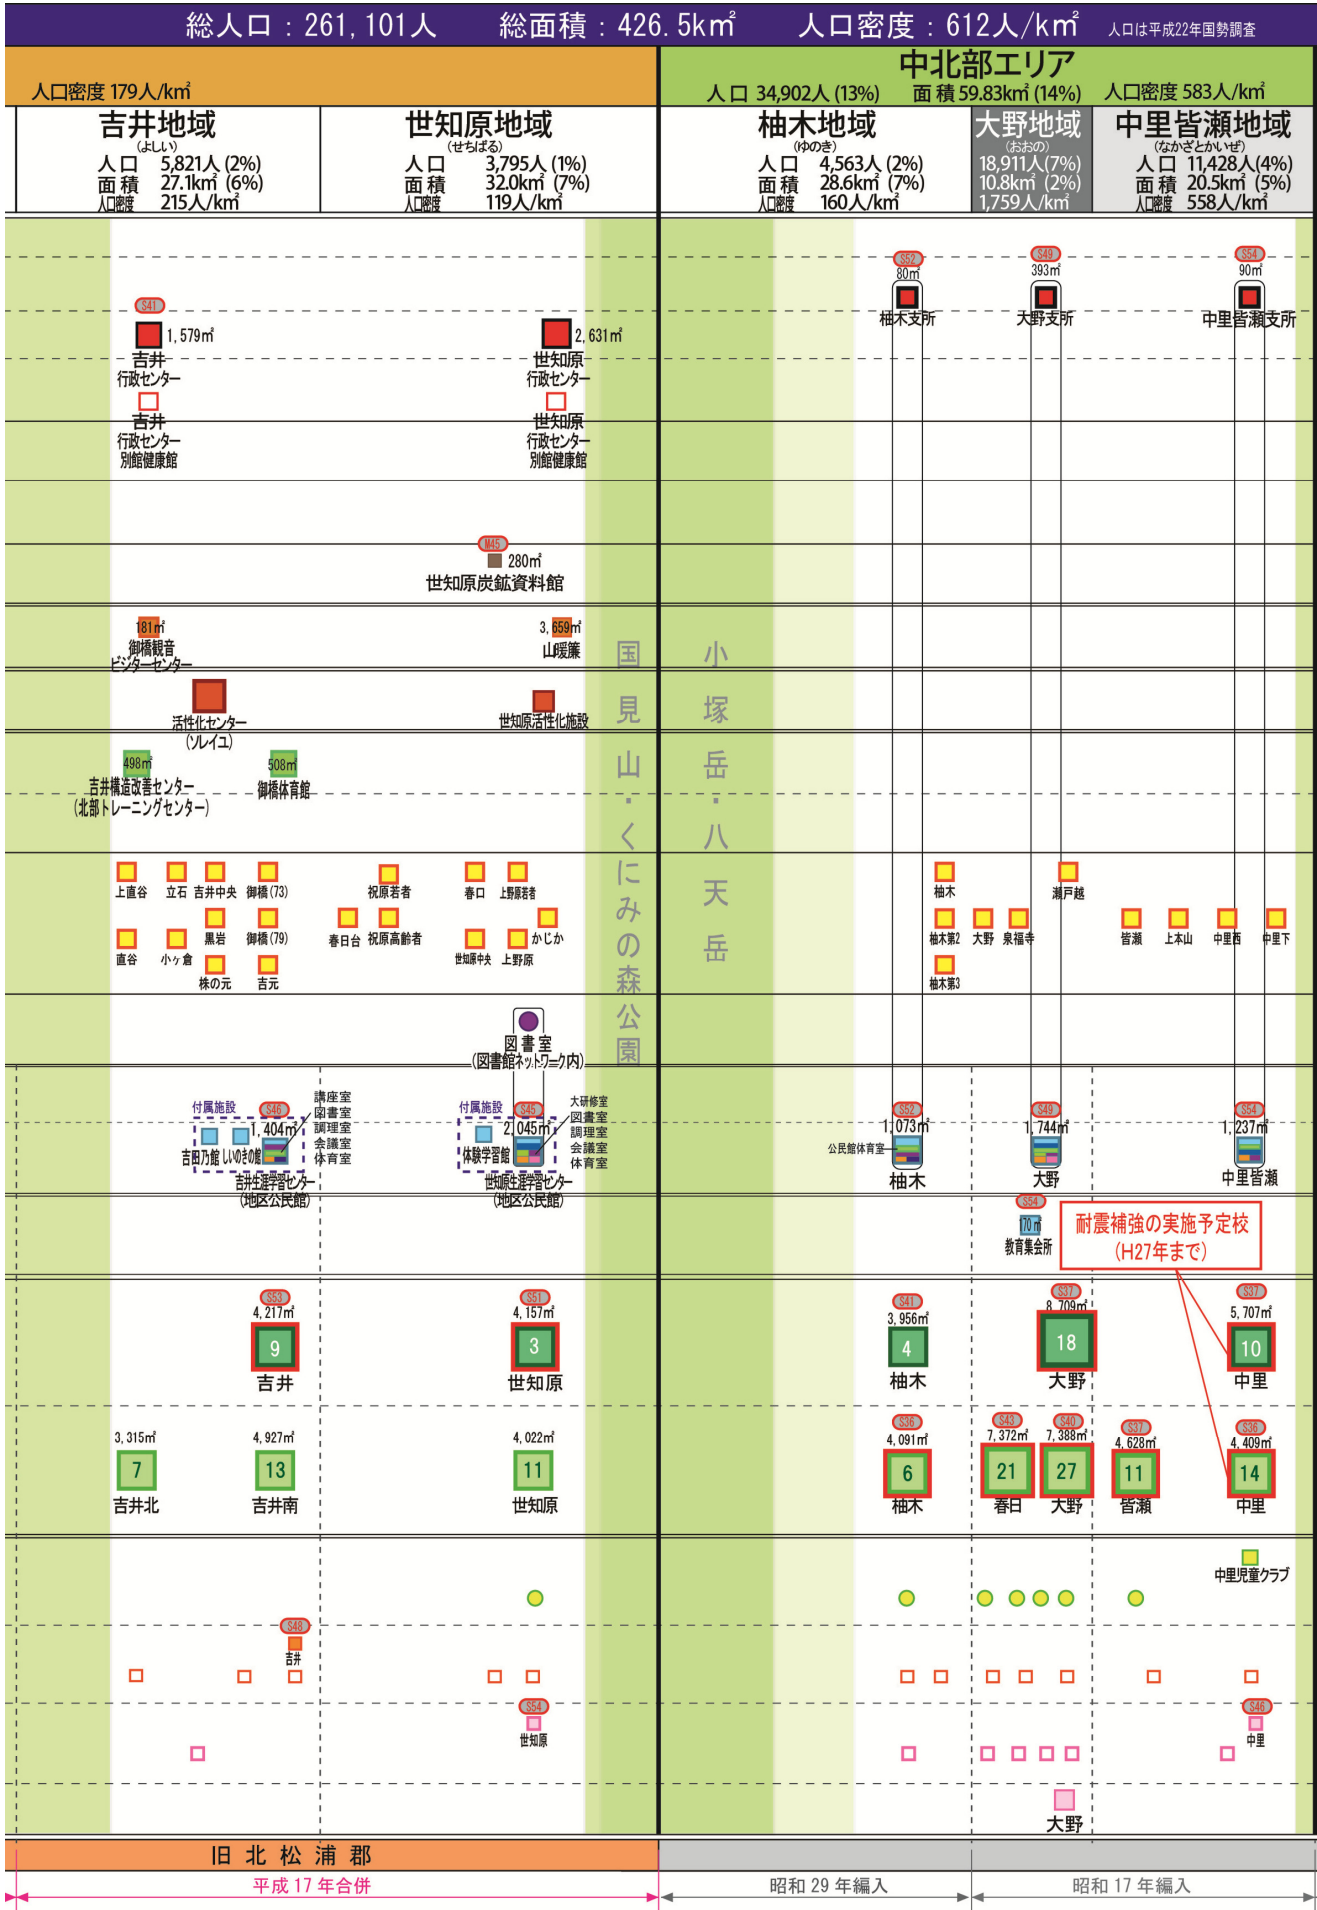 総人口：261,101人　総面積：426.5k㎡　人口密度：612人/k㎡　人口は平成22年国勢調査
人口密度 179人/k㎡
中北部エリア
人口 34,902人 (13%)　面積 59.83k㎡ (14%)　人口密度 583人/k㎡
吉井地域
(よしい)
人口　5,821人 (2%)
面積　27.1k㎡ (6%)
人口密度　215人/k㎡
世知原地域
(せちばる)
人口　3,795人 (1%)
面積　32.0k㎡ (7%)
人口密度　119人/k㎡
柚木地域
(ゆのき)
人口　4,563人 (2%)
面積　28.6k㎡ (7%)
人口密度　160人/k㎡
大野地域
(おおの)
18,911人(7%)
10.8k㎡ (2%)
1,759人/k㎡
中里皆瀬地域
(なかざとかいぜ)
人口　11,428人(4%)
面積　20.5k㎡ (5%)
人口密度　558人/k㎡
S52
80㎡
柚木支所
S49
393㎡
大野支所
S54
90㎡
中里皆瀬支所
S41
1,579㎡
吉井
行政センター
2,631㎡
世知原
行政センター
吉井
行政センター
別館健康館
世知原
行政センター
別館健康館
M45
280㎡
世知原炭鉱資料館
181㎡
御橋観音
ビジターセンター
3,659㎡
山暖簾
活性化センター
(ソレイユ)
世知原活性化施設
国見山・くにみの森公園
小塚岳・八天岳
498㎡
吉井構造改善センター
(北部トレーニングセンター)
508㎡
御橋体育館
上直谷　立石　吉井中央　御橋(73)　祝原若者　春口　上野原若者　柚木　瀬戸越
黒岩　御橋(79)　春日台　祝原高齢者　かじか　柚木第2　大野　泉福寺　皆瀬　上本山　中里西　中里下
直谷　小ヶ倉　世知原中央　上野原
株の元　吉元　柚木第3
図書室
(図書館ネットワーク内)
付属施設
S46
1,404㎡
講座室
図書室
調理室
会議室
体育室
吉田乃館　しいのきの館
吉井生涯学習センター
(地区公民館)
付属施設
S45
2,045㎡
大研修室
図書室
調理室
会議室
体育室
体験学習館
世知原生涯学習センター
(地区公民館)
S52
1,073㎡
公民館体育室
柚木
S49
1,744㎡
大野
S54
1,237㎡
中里皆瀬
S54
170㎡
教育集会所
耐震補強の実施予定校
(H27年まで)
S53
4,217㎡
9
吉井
S51
4,157㎡
3
世知原
S41
3,956㎡
4
柚木
S37
8,709㎡
18
大野
S37
5,707㎡
10
中里
3,315㎡
7
吉井北
4,927㎡
13
吉井南
4,022㎡
11
世知原
S36
4,091㎡
6
柚木
S43
7,372㎡
21
春日
S40
7,388㎡
27
大野
S37
4,628㎡
11
皆瀬
S36
4,409㎡
14
中里
中里児童クラブ
S48
吉井
S54
世知原
S46
中里
大野
旧北松浦郡
平成17年合併
昭和29年編入
昭和17年編入